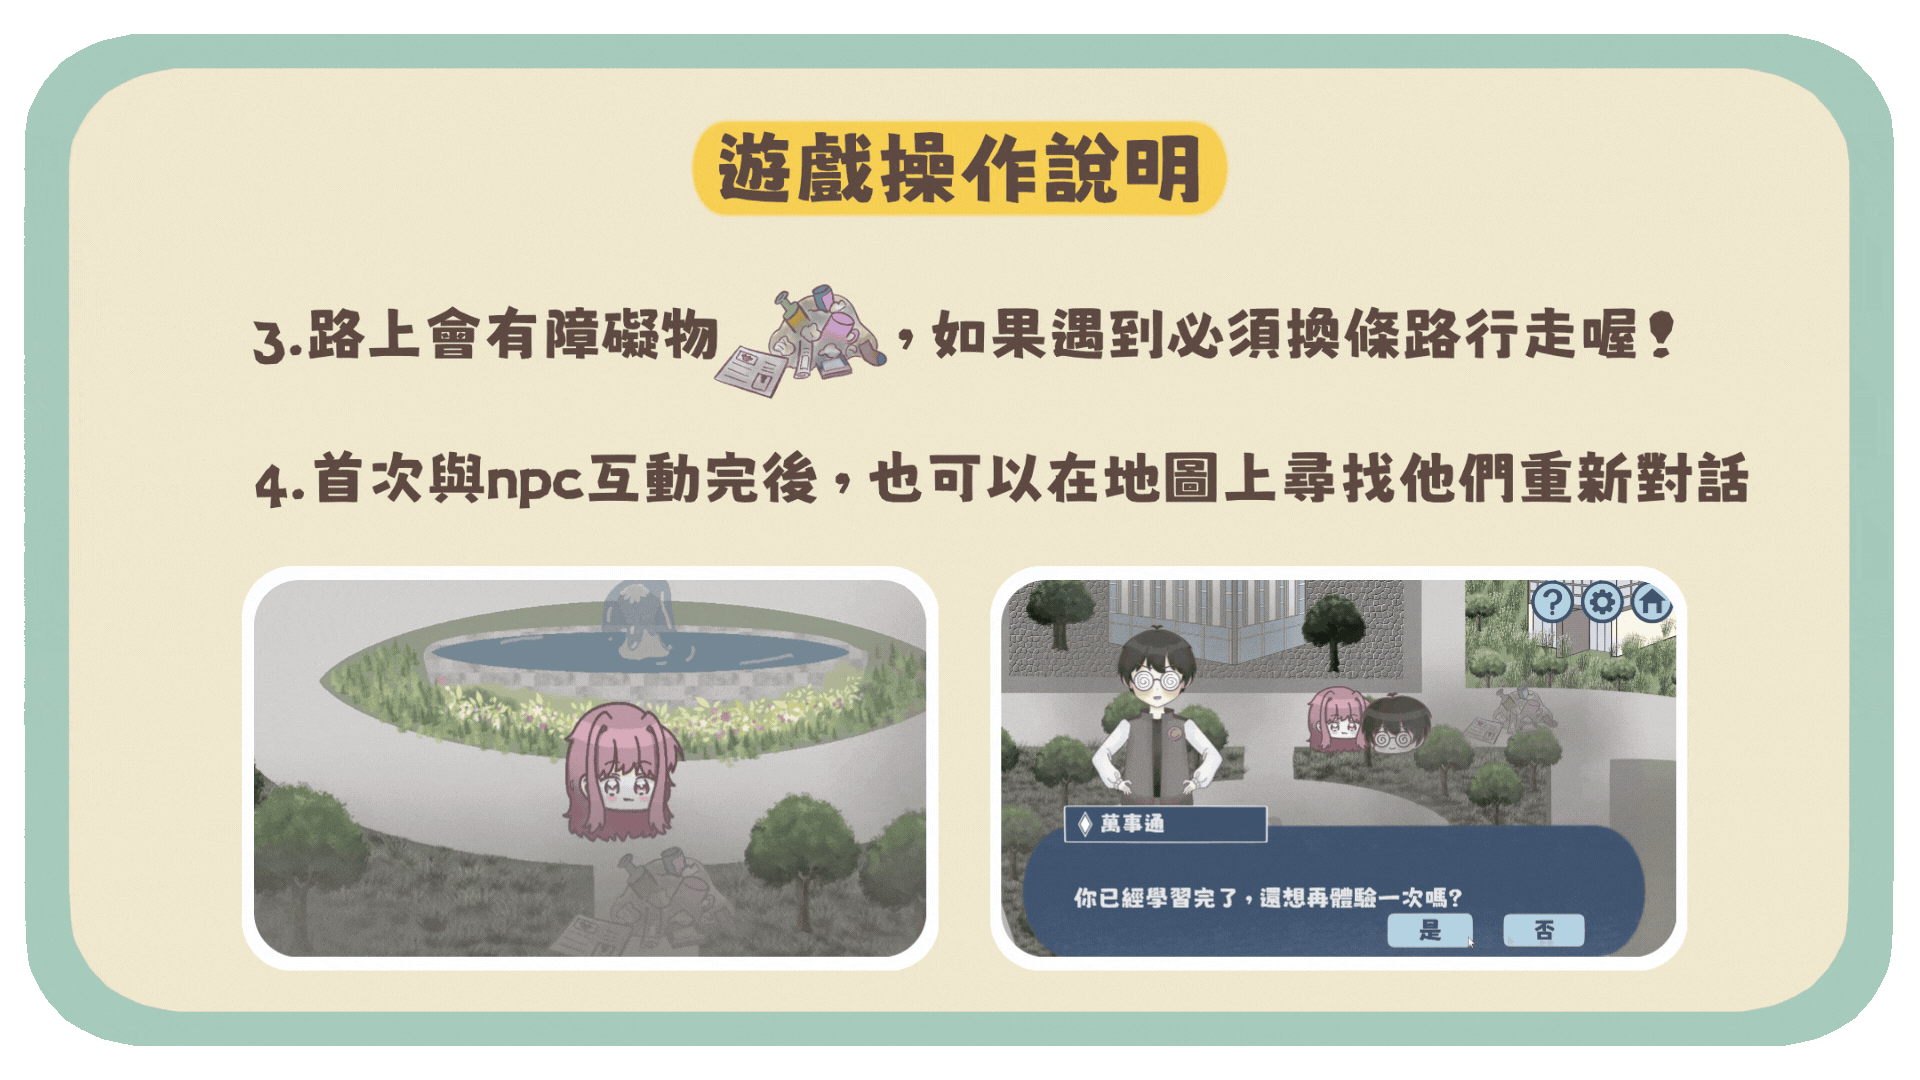 遊戲操作說明
3.路上會有障礙物，如果遇到必須換條路行走喔！
4.首次與npc互動完後，也可以在地圖上尋找他們重新對話
?
萬事通
你已經學習完了，還想再體驗一次嗎?
是 否